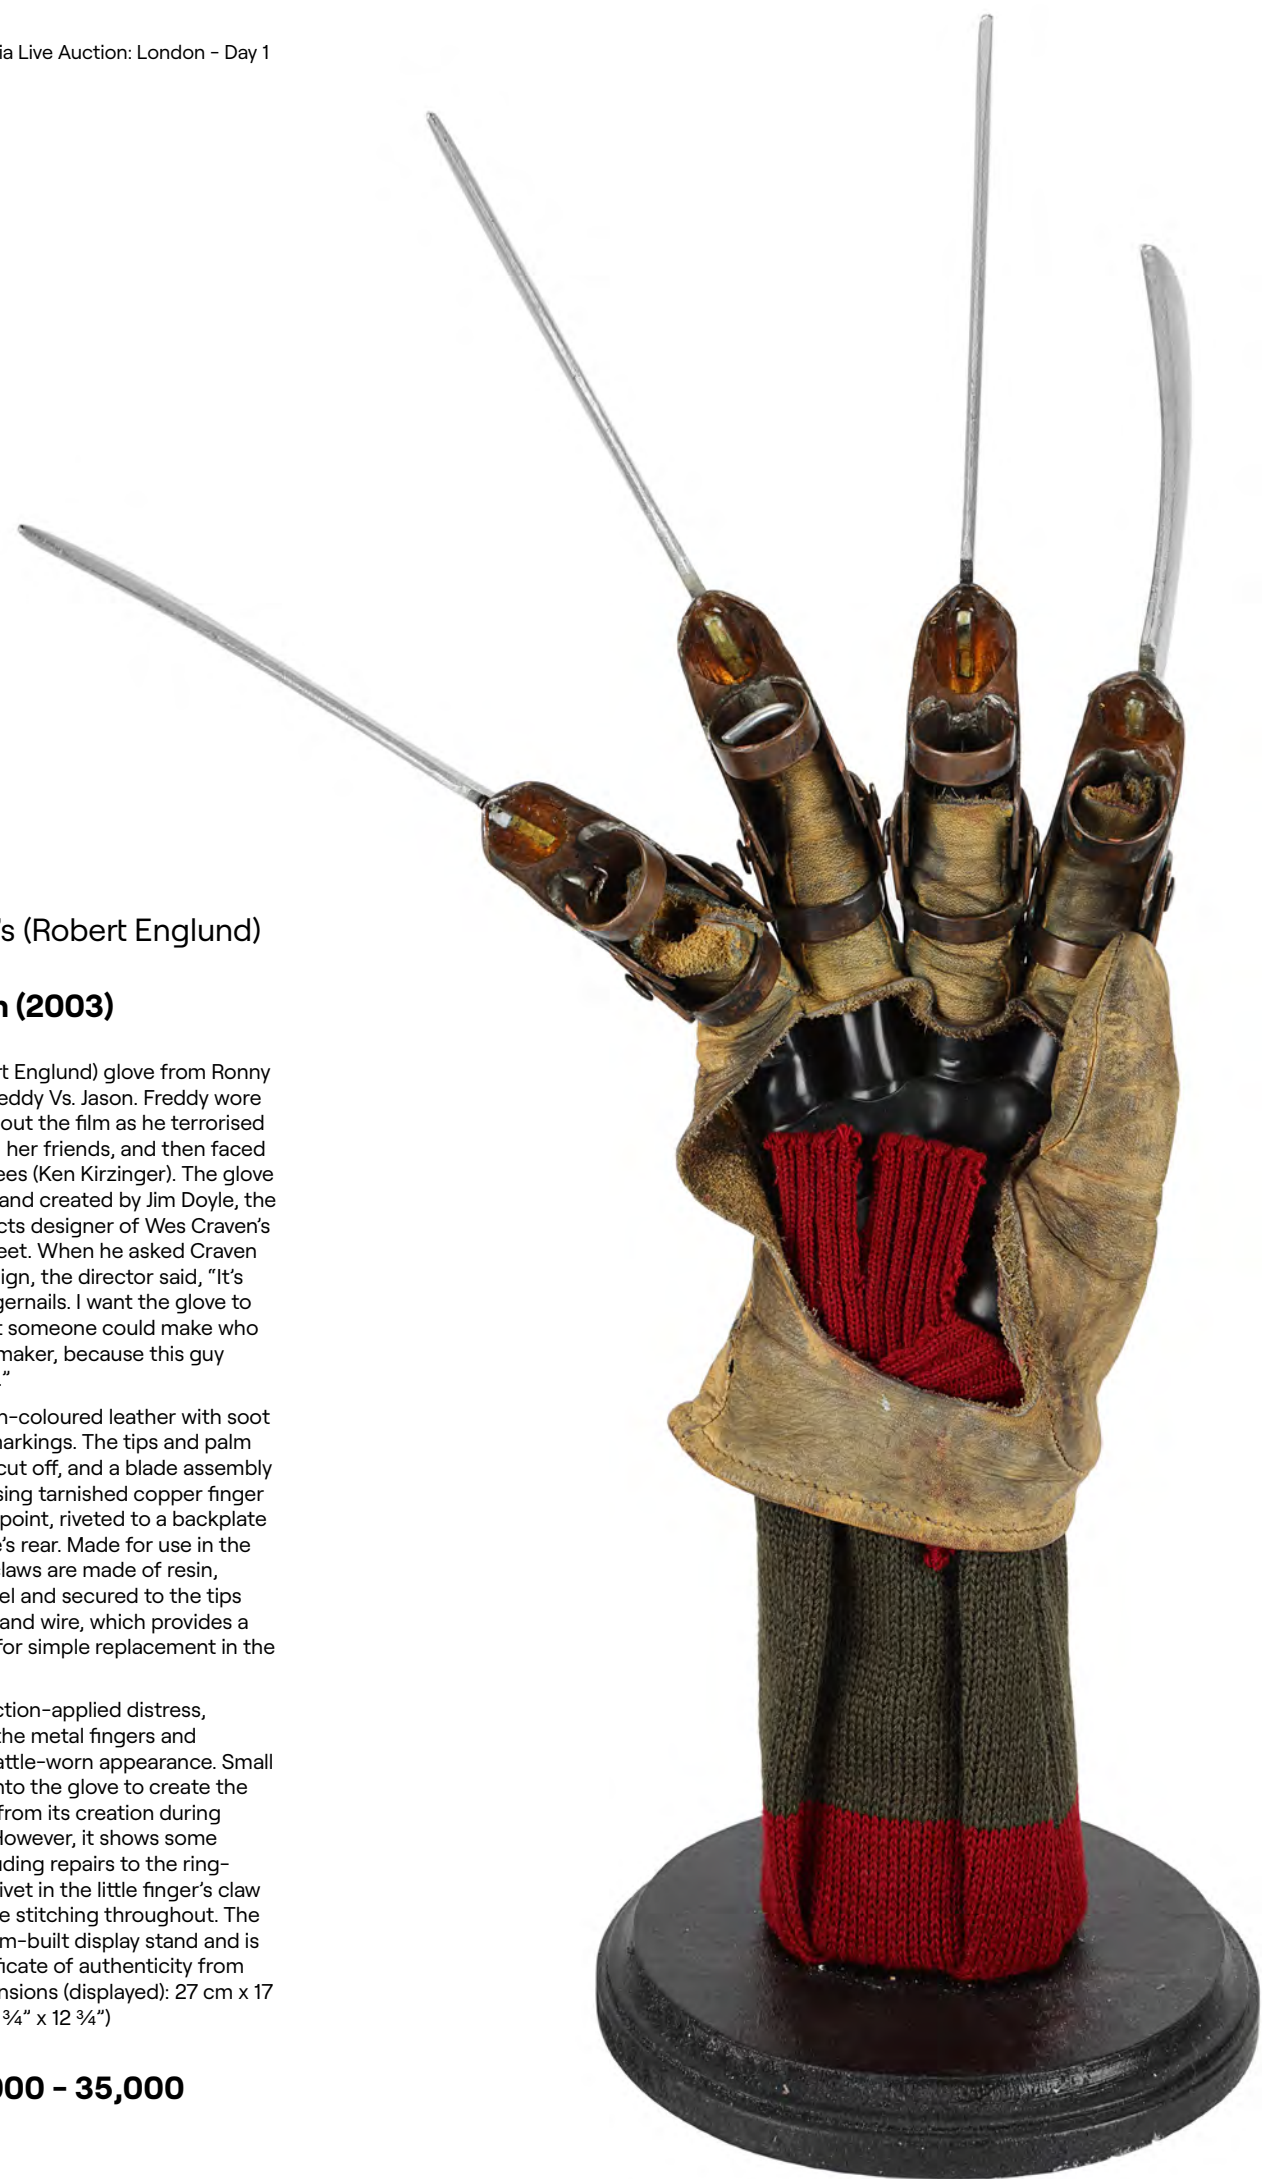 ia Live Auction: London - Day 1
's (Robert Englund)
n (2003)
rt Englund) glove from Ronny
eddy Vs. Jason. Freddy wore
out the film as he terrorised
her friends, and then faced
ees (Ken Kirzinger). The glove
and created by Jim Doyle, the
cts designer of Wes Craven’s
eet. When he asked Craven
ign, the director said, “It’s
gernails. I want the glove to
t someone could make who
maker, because this guy
.”
n-coloured leather with soot
narkings. The tips and palm
cut off, and a blade assembly
sing tarnished copper finger
point, riveted to a backplate
e’s rear. Made for use in the
claws are made of resin,
el and secured to the tips
and wire, which provides a
for simple replacement in the
ction-applied distress,
the metal fingers and
attle-worn appearance. Small
nto the glove to create the
from its creation during
However, it shows some
uding repairs to the ring-
ivet in the little finger’s claw
e stitching throughout. The
m-built display stand and is
ficate of authenticity from
nsions (displayed): 27 cm x 17
¾” x 12 ¾”)
000 - 35,000